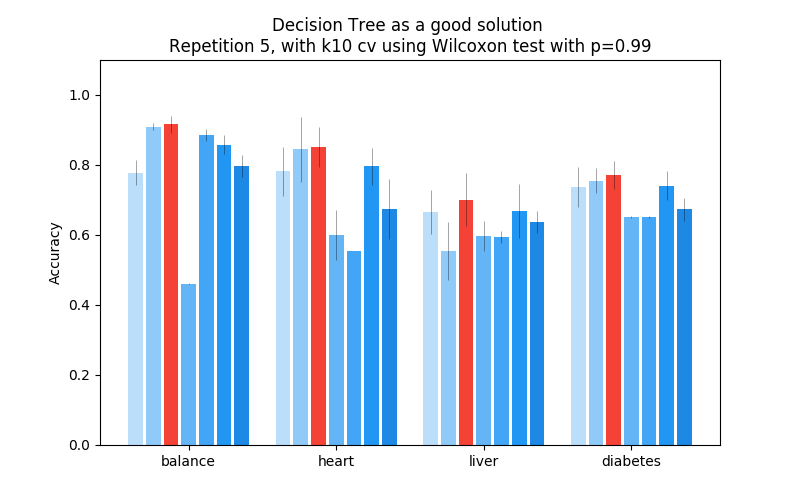 Decision Tree as a good solution
Repetition 5, with k10 cv using Wilcoxon test with p=0.99
Accuracy
1.0
0.8
0.6
0.4
0.2
0.0
balance heart liver diabetes